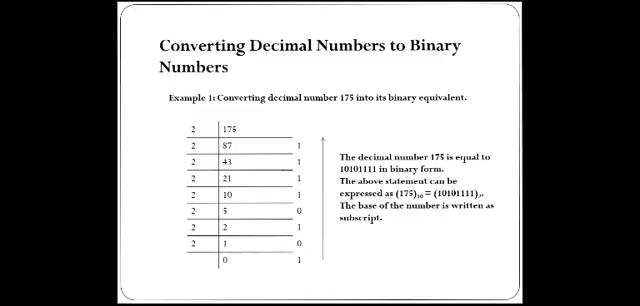 Converting Decimal Numbers to Binary
Numbers
Example 1: Converting decimal number 175 into its binary equivalent.
2 175
2 87 1
2 43 1
2 21 1
2 10 1
2 5 0
2 2 1
2 1 0
0 1
The decimal number 175 is equal to
10101111 in binary form.
The above statement can be
expressed as (175)₁₀ = (10101111)₂.
The base of the number is written as
subscript.